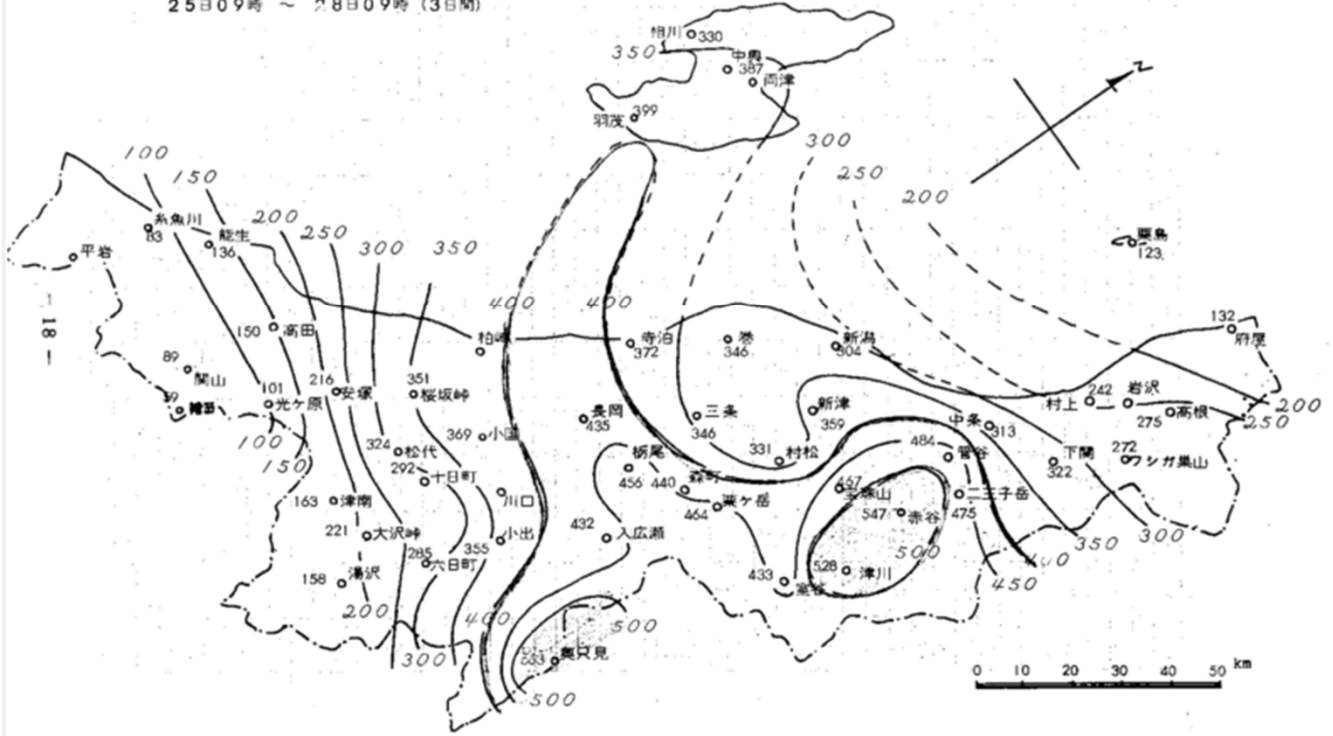 25日09時 ~ 28日09時 (3日間)
相川 330
350
中興
387
両津
羽茂 399
N
100
150
200
250
300
350
400
400
300
250
200
糸魚川
83
能生
136
平岩
粟島
123
- 18 -
150 高田
柏崎
寺泊
372
巻
346
新潟
304
132
府屋
89
関山
59
101
光ヶ原
216 安塚
351
桜坂峠
長岡
435
三条
346
新津
359
中条
313
村上
242
岩沢
275
高根
200
250
100
150
324
松代
292
十日町
369 小国
栃尾
456
440
森町
331
村松
484
管谷
下関
322
272
ワシガ巣山
163 津南
川口
464
粟ヶ岳
467
宝珠山
547 赤谷
二王子岳
475
221 大沢峠
285
六日町
355
小出
432 入広瀬
500
300
350
400
450
158
湯沢
433
室谷
528
津川
200
300
400
500
533 奥只見
500
0 10 20 30 40 50 km